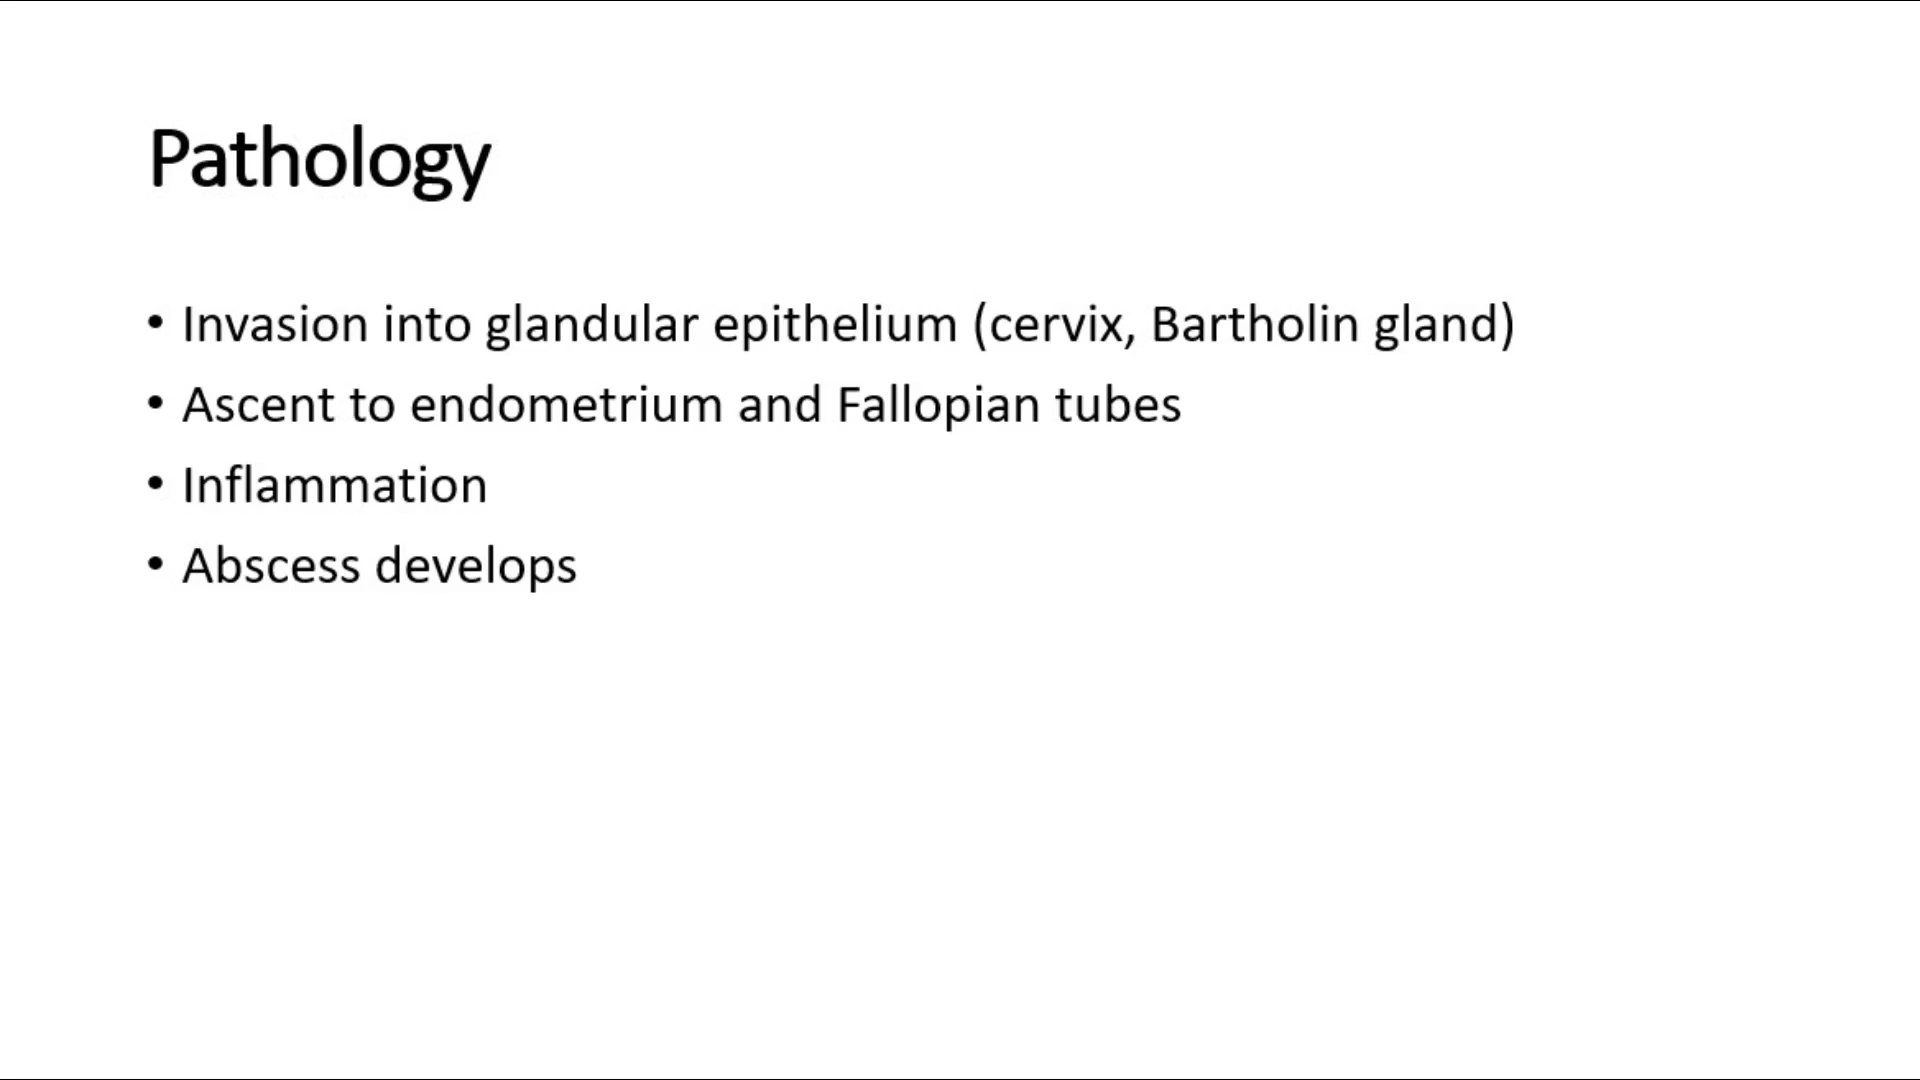 Pathology
• Invasion into glandular epithelium (cervix, Bartholin gland)
• Ascent to endometrium and Fallopian tubes
• Inflammation
• Abscess develops